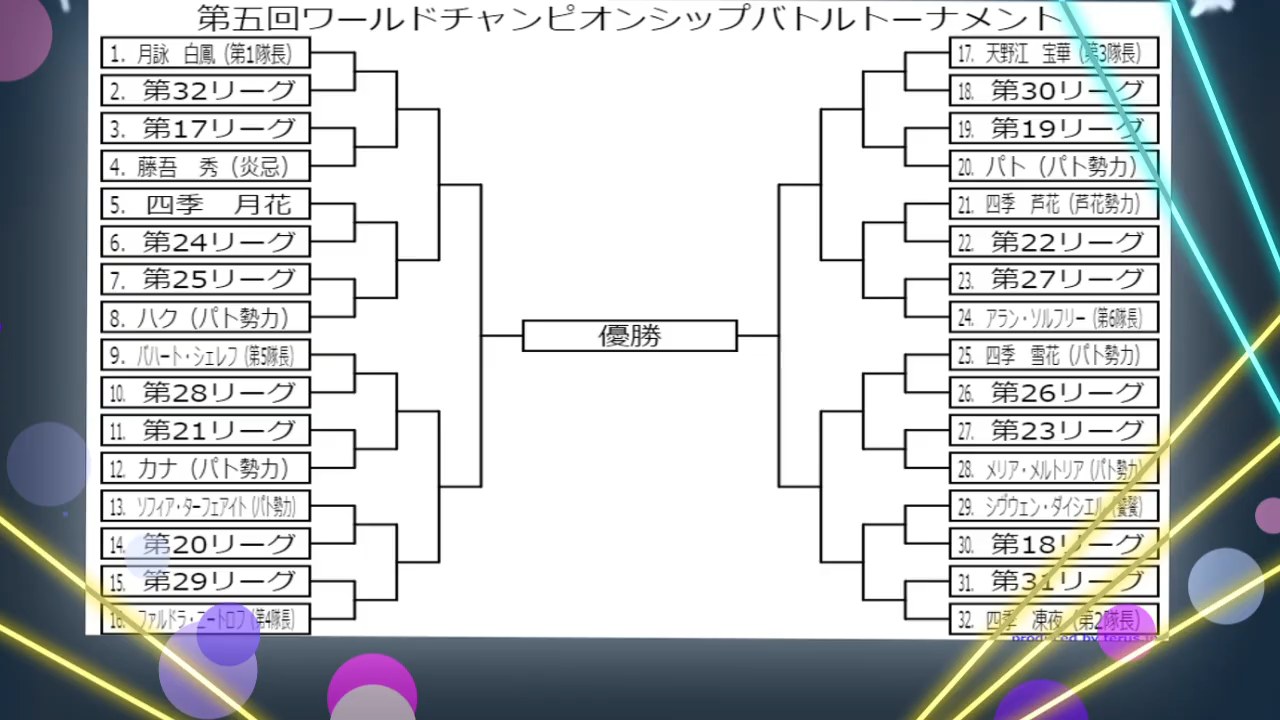 第五回ワールドチャンピオンシップバトルトーナメント
1. 月詠 白鳳 (第1隊長)
2. 第32リーグ
3. 第17リーグ
4. 藤吾 秀 (炎忌)
5. 四季 月花
6. 第24リーグ
7. 第25リーグ
8. ハク (パト勢力)
9. バハート・シェレフ (第5隊長)
10. 第28リーグ
11. 第21リーグ
12. カナ (パト勢力)
13. ソフィア・ターフェアイト (パト勢力)
14. 第20リーグ
15. 第29リーグ
16. ファルドラ・ニートロフ (第4隊長)
優勝
17. 天野江 宝華 (第3隊長)
18. 第30リーグ
19. 第19リーグ
20. パト (パト勢力)
21. 四季 芦花 (芦花勢力)
22. 第22リーグ
23. 第27リーグ
24. アラン・ソルフリー (第6隊長)
25. 四季 雪花 (パト勢力)
26. 第26リーグ
27. 第23リーグ
28. メリア・メルトリア (パト勢力)
29. シヴウェン・ダイシエル
30. 第18リーグ
31. 第31リーグ
32. 四季 凍夜 (第2隊長)
produced by